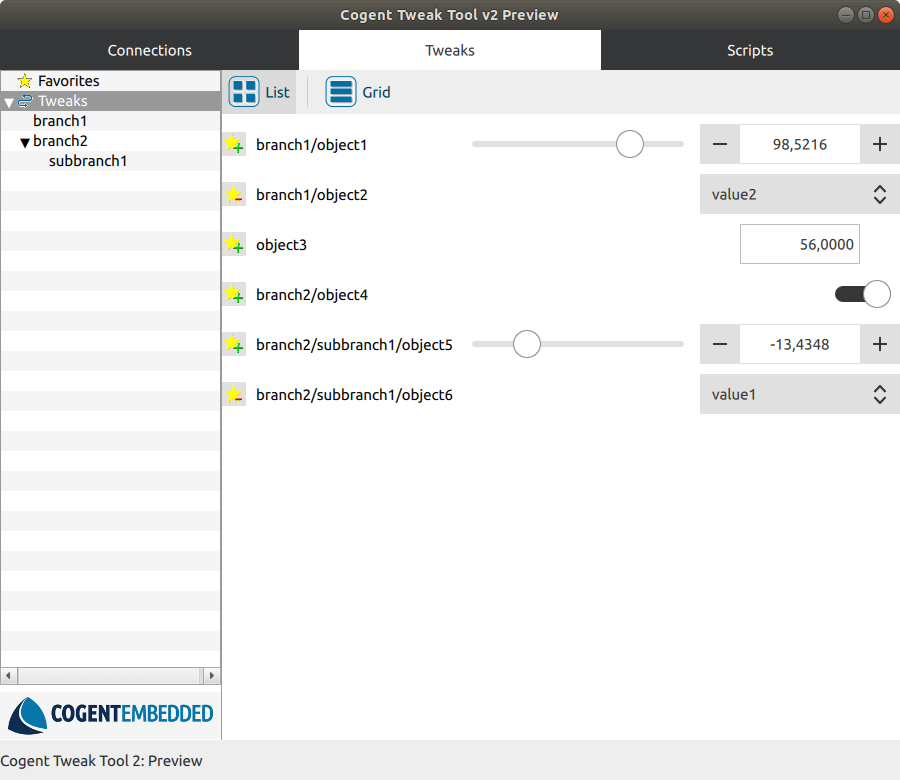 Cogent Tweak Tool v2 Preview
Connections
Tweaks
Scripts
Favorites
Tweaks
branch1
branch2
subbranch1
List
Grid
branch1/object1
98,5216
branch1/object2
value2
object3
56,0000
branch2/object4
branch2/subbranch1/object5
-13,4348
branch2/subbranch1/object6
value1
COGENTEMBEDDED
Cogent Tweak Tool 2: Preview